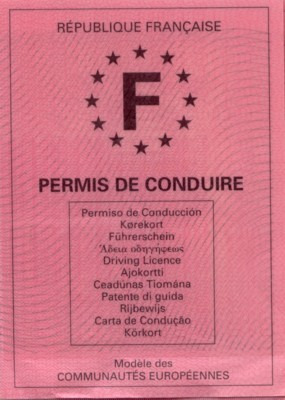 RÉPUBLIQUE FRANÇAISE
F
PERMIS DE CONDUIRE
Permiso de Conducción
Kørekort
Führerschein
Άδεια οδηγήσεως
Driving Licence
Ajokortti
Ceadúnas Tiomána
Patente di guida
Rijbewijs
Carta de Condução
Körkort
Modèle des
COMMUNAUTÉS EUROPÉENNES